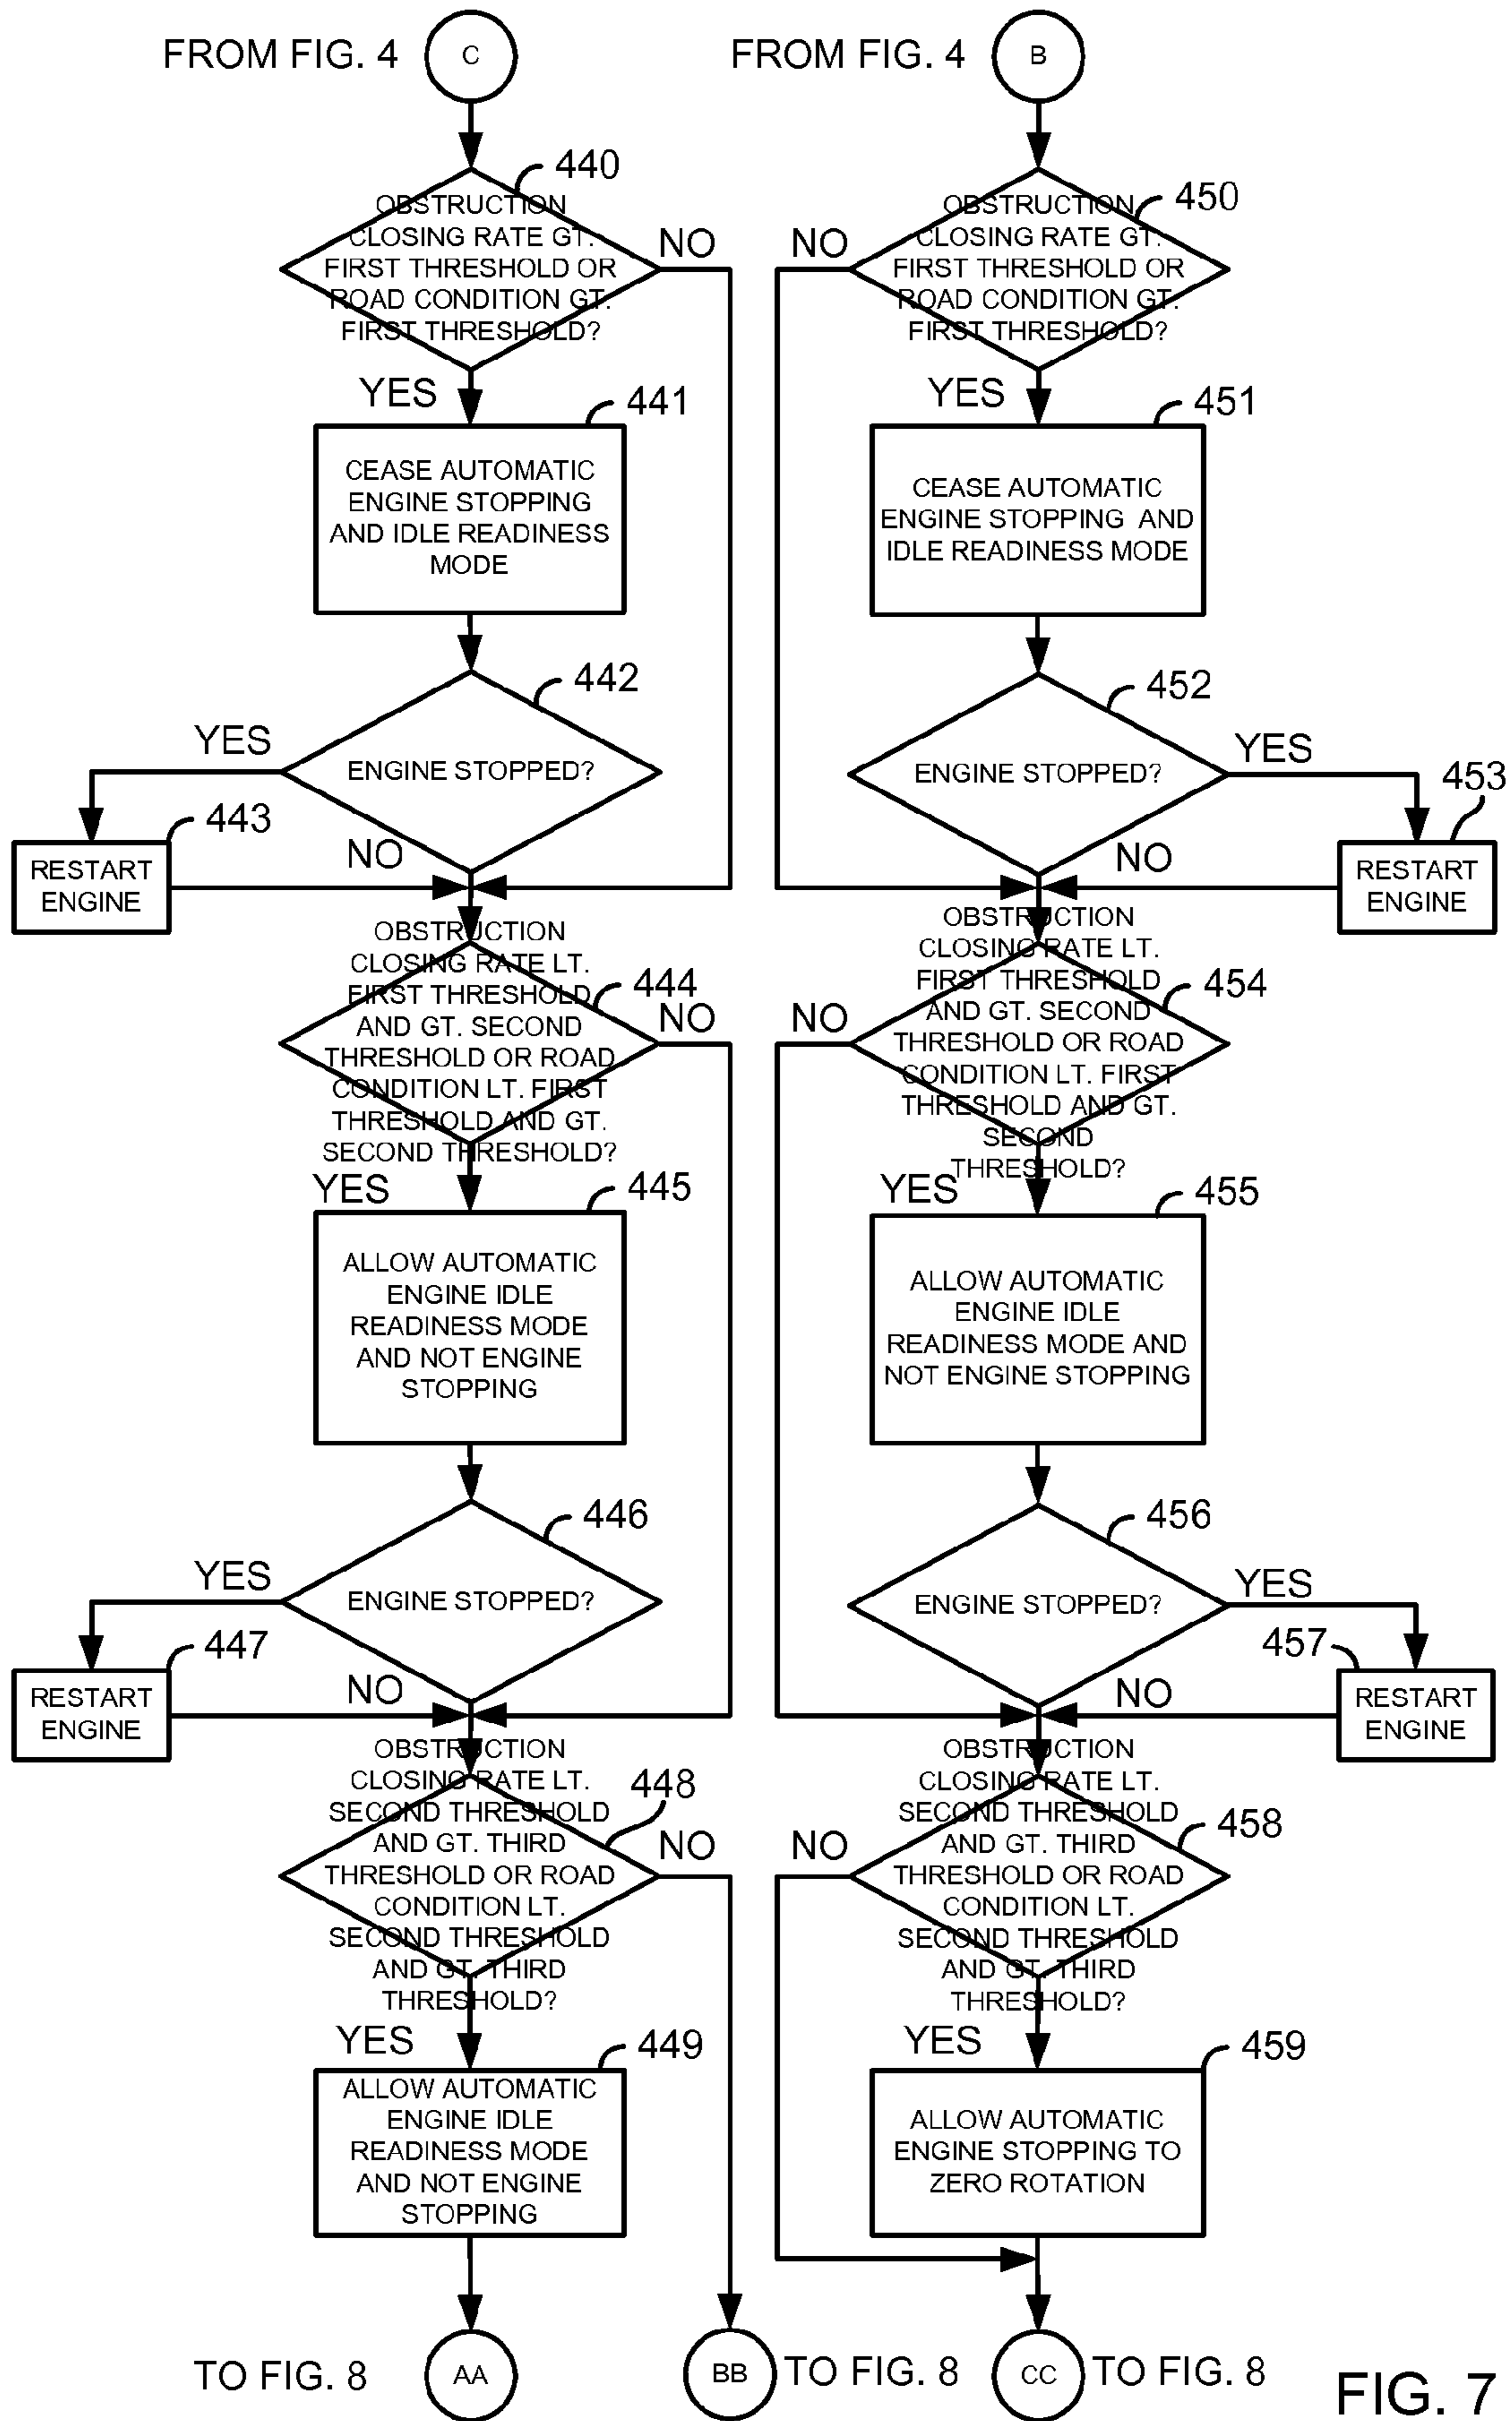 FROM FIG. 4
C
440
OBSTRUCTION
CLOSING RATE GT.
FIRST THRESHOLD OR
ROAD CONDITION GT.
FIRST THRESHOLD?
NO
YES
441
CEASE AUTOMATIC
ENGINE STOPPING
AND IDLE READINESS
MODE
442
YES
ENGINE STOPPED?
443
NO
RESTART
ENGINE
OBSTRUCTION
CLOSING RATE LT.
FIRST THRESHOLD
AND GT. SECOND
THRESHOLD OR ROAD
CONDITION LT. FIRST
THRESHOLD AND GT.
SECOND THRESHOLD?
444
NO
YES
445
ALLOW AUTOMATIC
ENGINE IDLE
READINESS MODE
AND NOT ENGINE
STOPPING
446
YES
ENGINE STOPPED?
447
NO
RESTART
ENGINE
OBSTRUCTION
CLOSING RATE LT.
SECOND THRESHOLD
AND GT. THIRD
THRESHOLD OR ROAD
CONDITION LT.
SECOND THRESHOLD
AND GT. THIRD
THRESHOLD?
448
NO
YES
449
ALLOW AUTOMATIC
ENGINE IDLE
READINESS MODE
AND NOT ENGINE
STOPPING
TO FIG. 8
AA
BB
TO FIG. 8
FROM FIG. 4
B
450
OBSTRUCTION
CLOSING RATE GT.
FIRST THRESHOLD OR
ROAD CONDITION GT.
FIRST THRESHOLD?
NO
YES
451
CEASE AUTOMATIC
ENGINE STOPPING AND
IDLE READINESS MODE
452
ENGINE STOPPED?
YES
453
NO
RESTART
ENGINE
OBSTRUCTION
CLOSING RATE LT.
FIRST THRESHOLD
AND GT. SECOND
THRESHOLD OR ROAD
CONDITION LT. FIRST
THRESHOLD AND GT.
SECOND
THRESHOLD?
454
NO
YES
455
ALLOW AUTOMATIC
ENGINE IDLE
READINESS MODE AND
NOT ENGINE STOPPING
456
ENGINE STOPPED?
YES
457
NO
RESTART
ENGINE
OBSTRUCTION
CLOSING RATE LT.
SECOND THRESHOLD
AND GT. THIRD
THRESHOLD OR ROAD
CONDITION LT.
SECOND THRESHOLD
AND GT. THIRD
THRESHOLD?
458
NO
YES
459
ALLOW AUTOMATIC
ENGINE STOPPING TO
ZERO ROTATION
CC
TO FIG. 8
FIG. 7